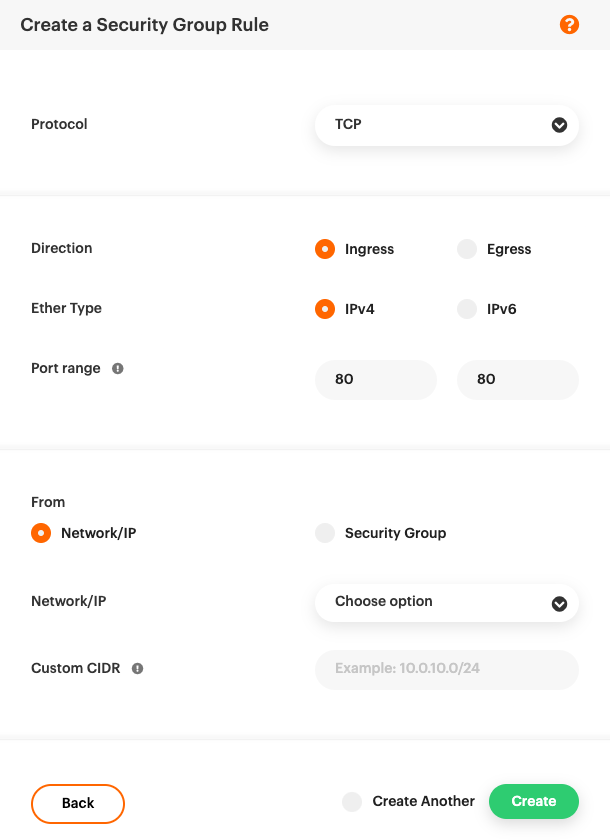 Create a Security Group Rule
?
Protocol
TCP
Direction
Ingress
Egress
Ether Type
IPv4
IPv6
Port range
80
80
From
Network/IP
Security Group
Network/IP
Choose option
Custom CIDR
Example: 10.0.10.0/24
Back
Create Another
Create